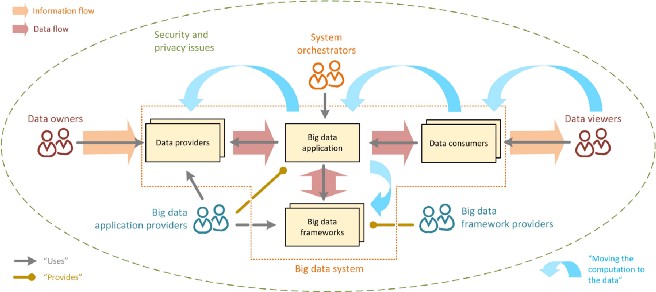 Information flow
Data flow
Security and
privacy issues
System
orchestrators
Data owners
Data providers
Big data
application
Data consumers
Data viewers
Big data
application providers
Big data
frameworks
Big data
framework providers
"Uses"
"Provides"
Big data system
"Moving the
computation to
the data"